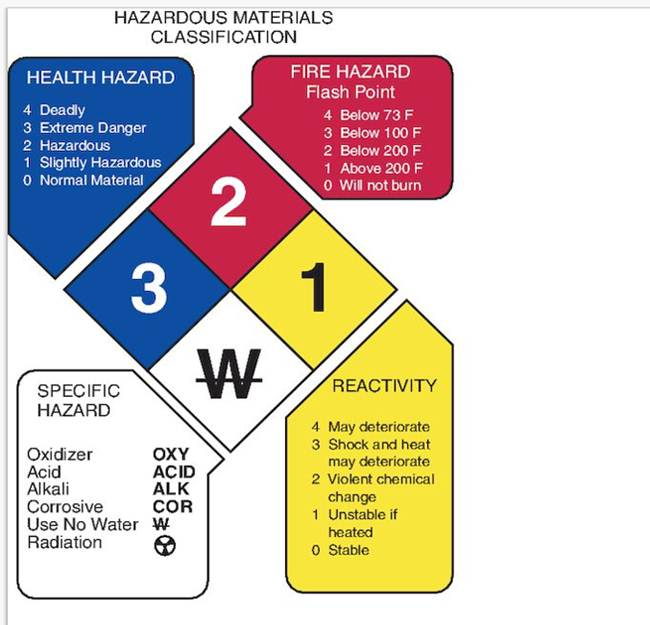 HAZARDOUS MATERIALS
CLASSIFICATION
HEALTH HAZARD
4 Deadly
3 Extreme Danger
2 Hazardous
1 Slightly Hazardous
0 Normal Material
FIRE HAZARD
Flash Point
4 Below 73 F
3 Below 100 F
2 Below 200 F
1 Above 200 F
0 Will not burn
2
3
1
W
SPECIFIC
HAZARD
Oxidizer OXY
Acid ACID
Alkali ALK
Corrosive COR
Use No Water W
Radiation
REACTIVITY
4 May deteriorate
3 Shock and heat
may deteriorate
2 Violent chemical
change
1 Unstable if
heated
0 Stable